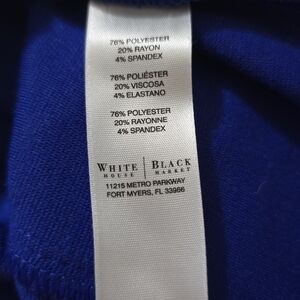 76% POLYESTER
20% RAYON
4% SPANDEX
76% POLIÉSTER
20% VISCOSA
4% ELASTANO
76% POLYESTER
20% RAYONNE
4% SPANDEX
WHITE HOUSE | BLACK MARKET
11215 METRO PARKWAY
FORT MYERS, FL 33966